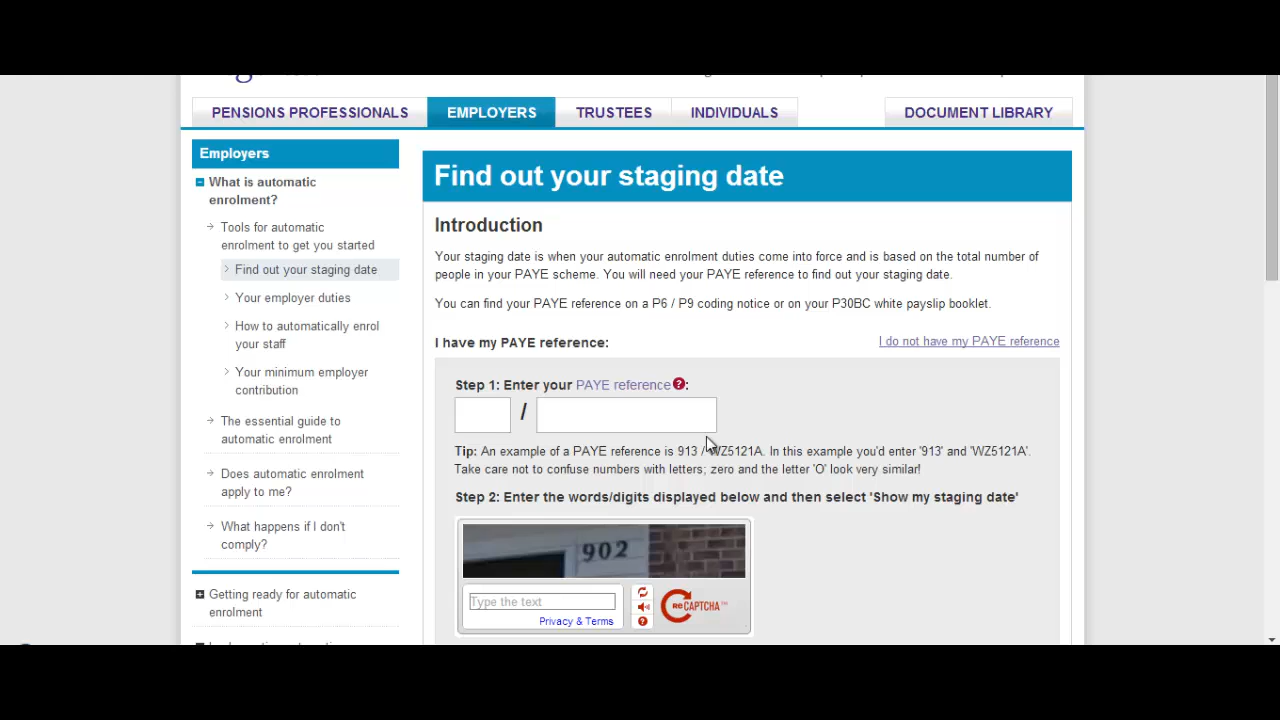 PENSIONS PROFESSIONALS EMPLOYERS TRUSTEES INDIVIDUALS DOCUMENT LIBRARY
Employers
What is automatic
enrolment?
Tools for automatic
enrolment to get you started
Find out your staging date
Your employer duties
How to automatically enrol
your staff
Your minimum employer
contribution
The essential guide to
automatic enrolment
Does automatic enrolment
apply to me?
What happens if I don't
comply?
Getting ready for automatic
enrolment
Find out your staging date
Introduction
Your staging date is when your automatic enrolment duties come into force and is based on the total number of
people in your PAYE scheme. You will need your PAYE reference to find out your staging date.
You can find your PAYE reference on a P6 / P9 coding notice or on your P30BC white payslip booklet.
I have my PAYE reference: I do not have my PAYE reference
Step 1: Enter your PAYE reference ?:
/
Tip: An example of a PAYE reference is 913 / WZ5121A. In this example you'd enter '913' and 'WZ5121A'.
Take care not to confuse numbers with letters; zero and the letter 'O' look very similar!
Step 2: Enter the words/digits displayed below and then select 'Show my staging date'
902
Type the text
Privacy & Terms
reCAPTCHA™